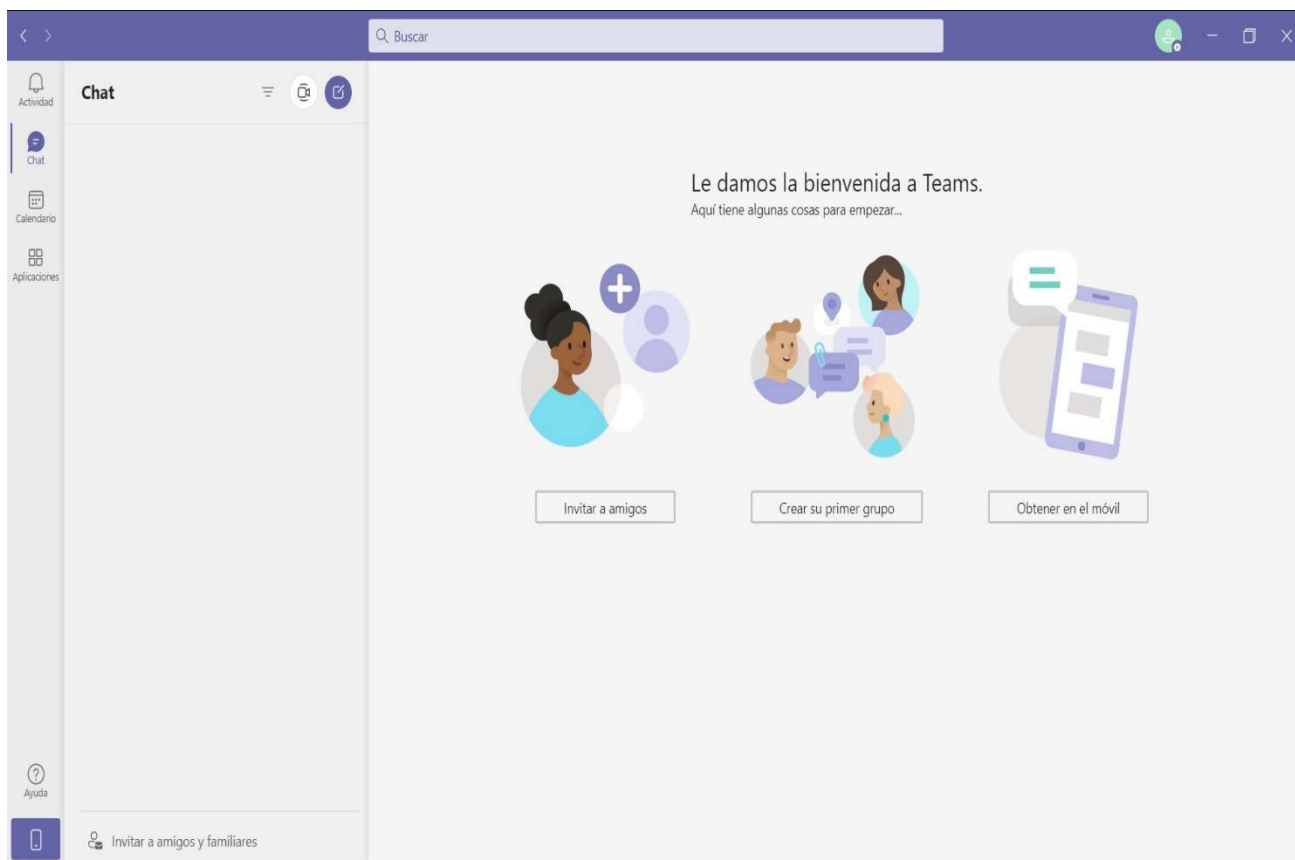 Buscar
Actividad
Chat
Chat
Calendario
Aplicaciones
Le damos la bienvenida a Teams.
Aquí tiene algunas cosas para empezar...
Invitar a amigos
Crear su primer grupo
Obtener en el móvil
Ayuda
Invitar a amigos y familiares